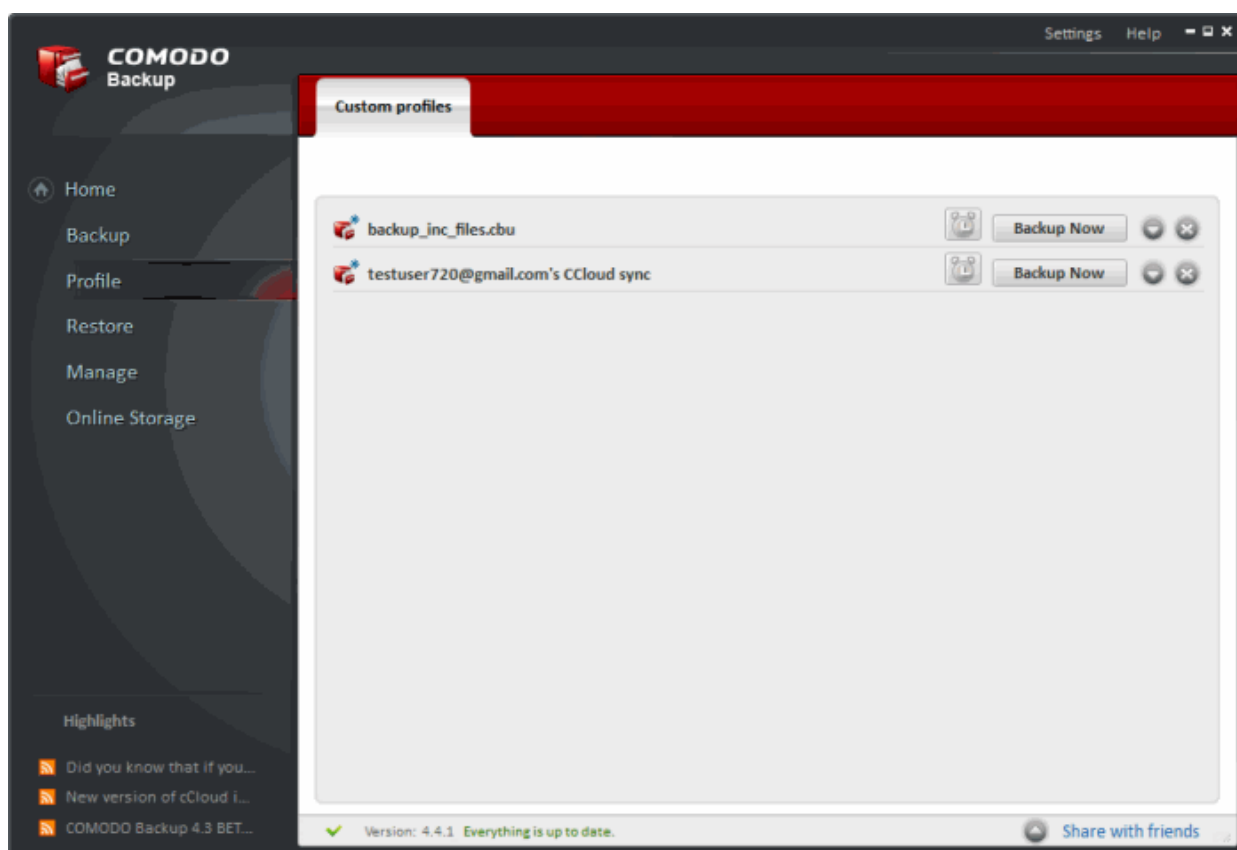 Settings Help
COMODO
Backup
Custom profiles
Home
Backup
Profile
Restore
Manage
Online Storage
backup_inc_files.cbu Backup Now
testuser720@gmail.com's CCloud sync Backup Now
Highlights
Did you know that if you...
New version of cCloud i...
COMODO Backup 4.3 BET...
Version: 4.4.1 Everything is up to date.
Share with friends